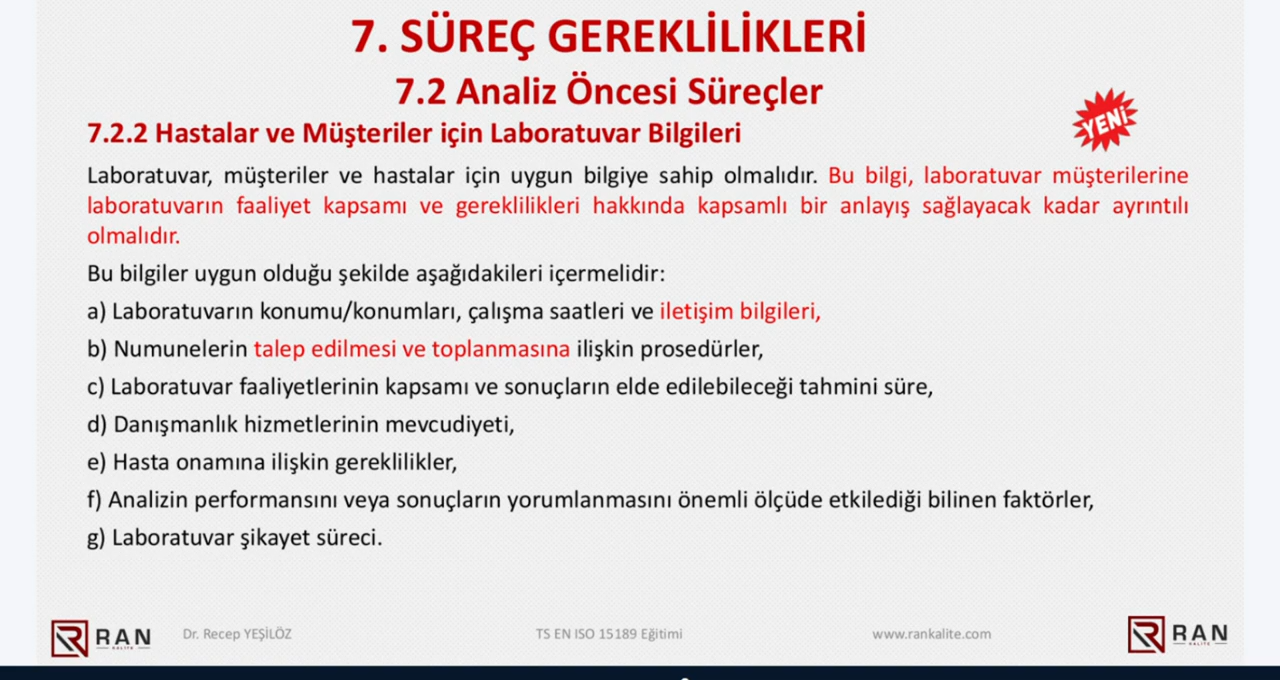 7. SÜREÇ GEREKLİLİKLERİ
7.2 Analiz Öncesi Süreçler
7.2.2 Hastalar ve Müşteriler için Laboratuvar Bilgileri
YENİ
Laboratuvar, müşteriler ve hastalar için uygun bilgiye sahip olmalıdır. Bu bilgi, laboratuvar müşterilerine
laboratuvarın faaliyet kapsamı ve gereklilikleri hakkında kapsamlı bir anlayış sağlayacak kadar ayrıntılı
olmalıdır.
Bu bilgiler uygun olduğu şekilde aşağıdakileri içermelidir:
a) Laboratuvarın konumu/konumları, çalışma saatleri ve iletişim bilgileri,
b) Numunelerin talep edilmesi ve toplanmasına ilişkin prosedürler,
c) Laboratuvar faaliyetlerinin kapsamı ve sonuçların elde edilebileceği tahmini süre,
d) Danışmanlık hizmetlerinin mevcudiyeti,
e) Hasta onamına ilişkin gereklilikler,
f) Analizin performansını veya sonuçların yorumlanmasını önemli ölçüde etkilediği bilinen faktörler,
g) Laboratuvar şikayet süreci.
RAN
KALİTE
Dr. Recep YEŞİLÖZ
TS EN ISO 15189 Eğitimi
www.rankalite.com
RAN
KALİTE